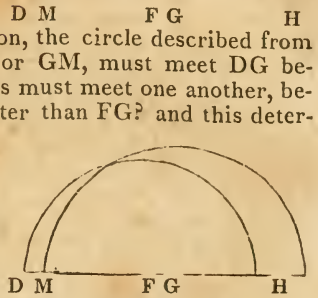 D M F G H
on, the circle described from
or GM, must meet DG be-
s must meet one another, be-
ter than FG? and this deter-
D M F G H